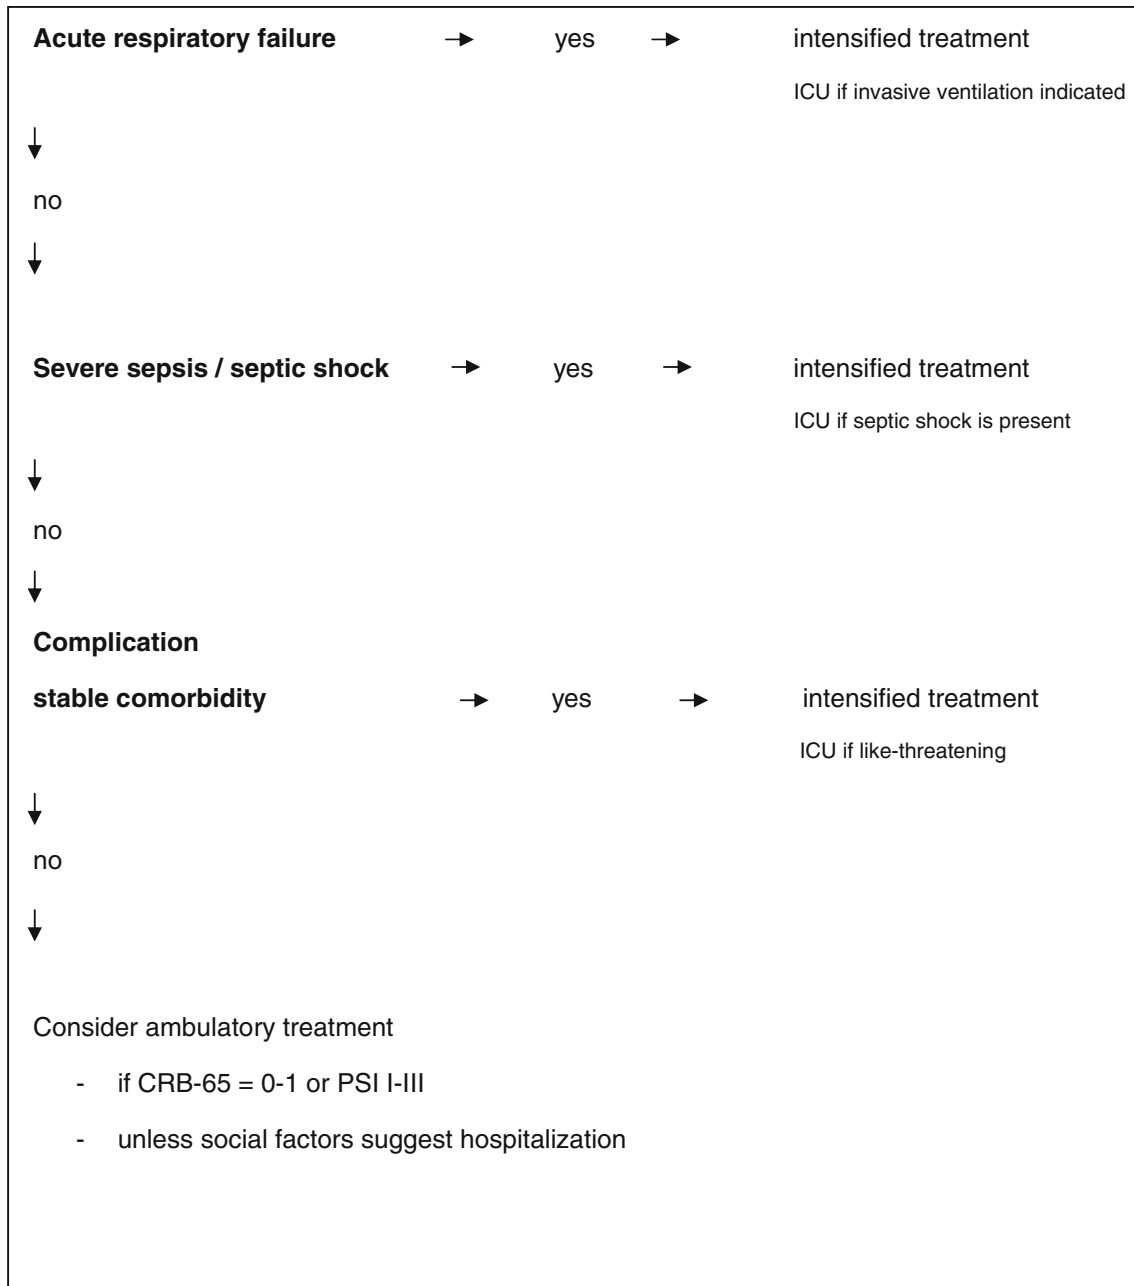 Acute respiratory failure → yes → intensified treatment
ICU if invasive ventilation indicated
↓
no
↓
Severe sepsis / septic shock → yes → intensified treatment
ICU if septic shock is present
↓
no
↓
Complication
stable comorbidity → yes → intensified treatment
ICU if like-threatening
↓
no
↓
Consider ambulatory treatment
- if CRB-65 = 0-1 or PSI I-III
- unless social factors suggest hospitalization